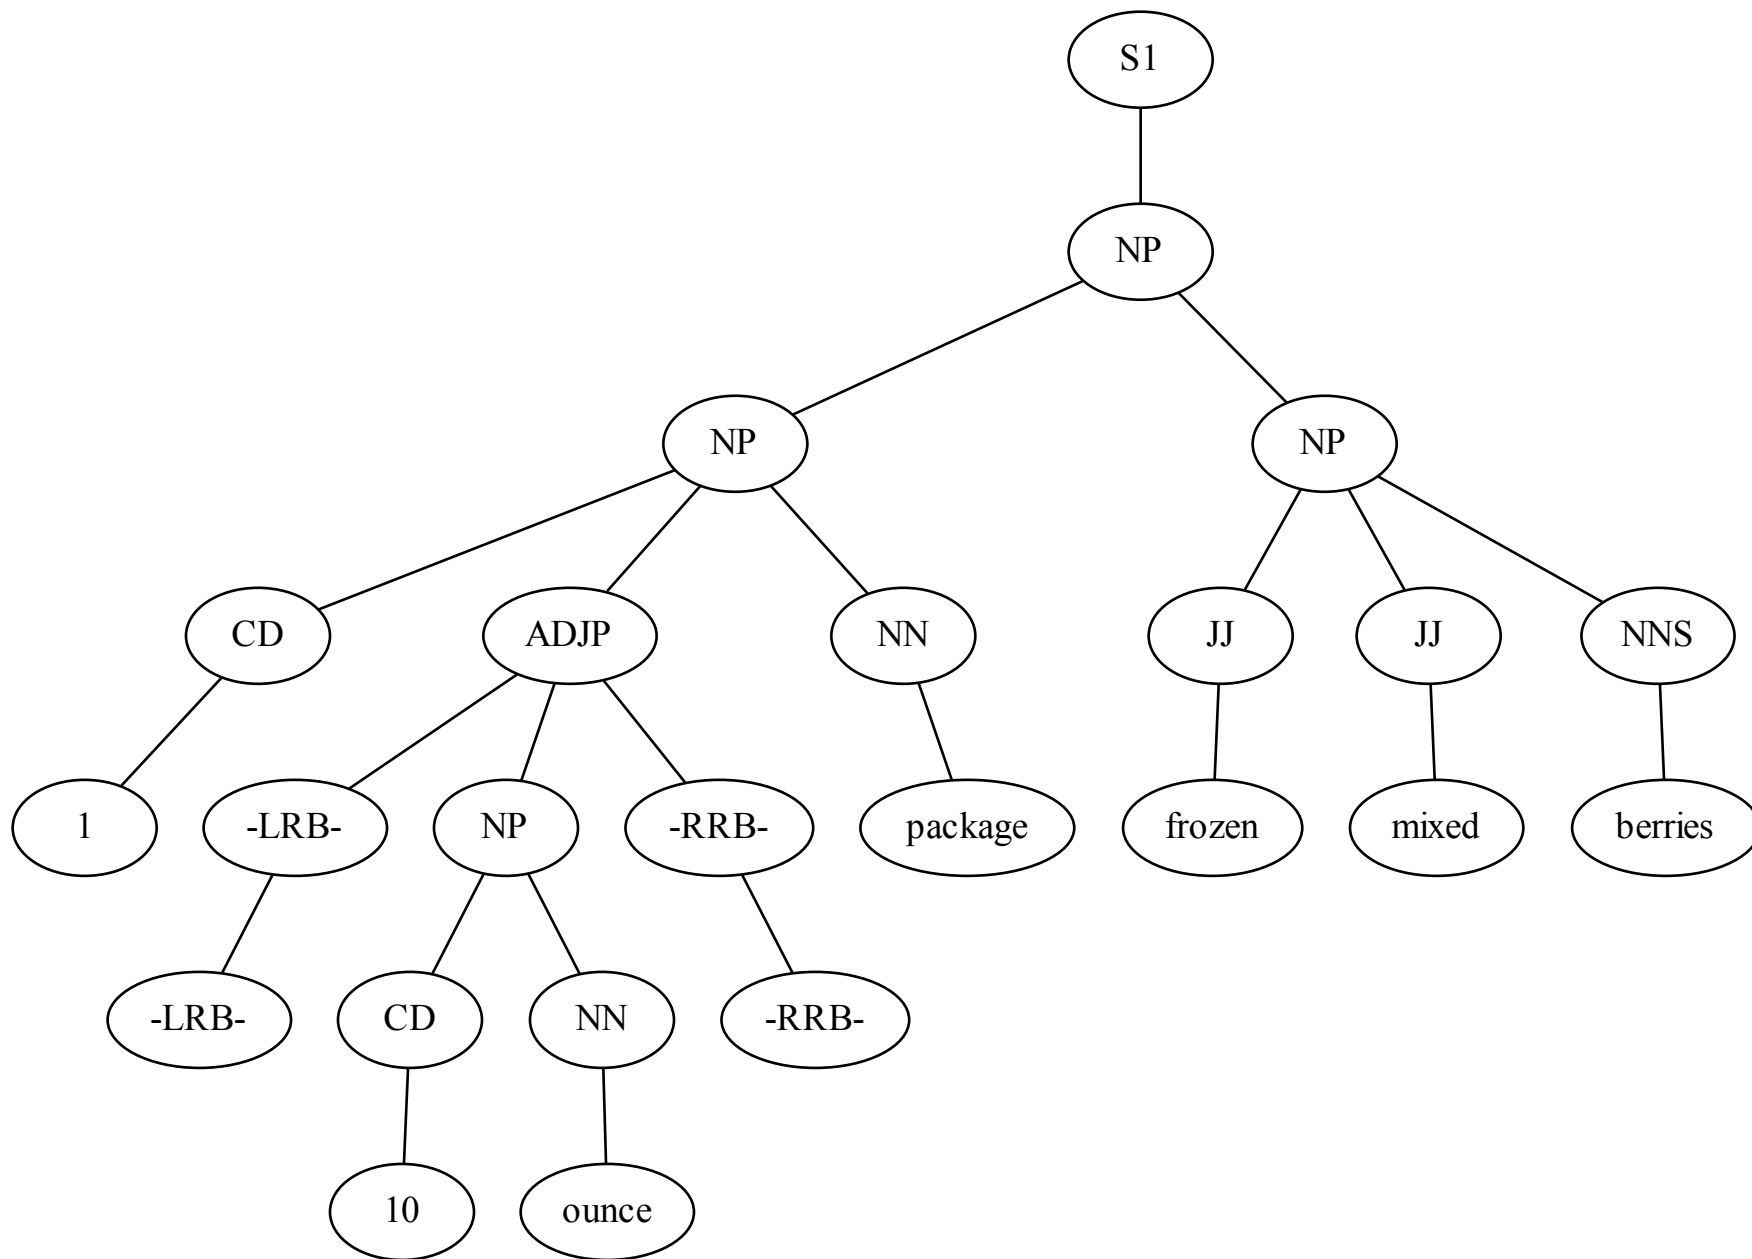 S1
NP
NP NP
CD ADJP NN JJ JJ NNS
1 -LRB- NP -RRB- package frozen mixed berries
-LRB- CD NN -RRB-
10 ounce